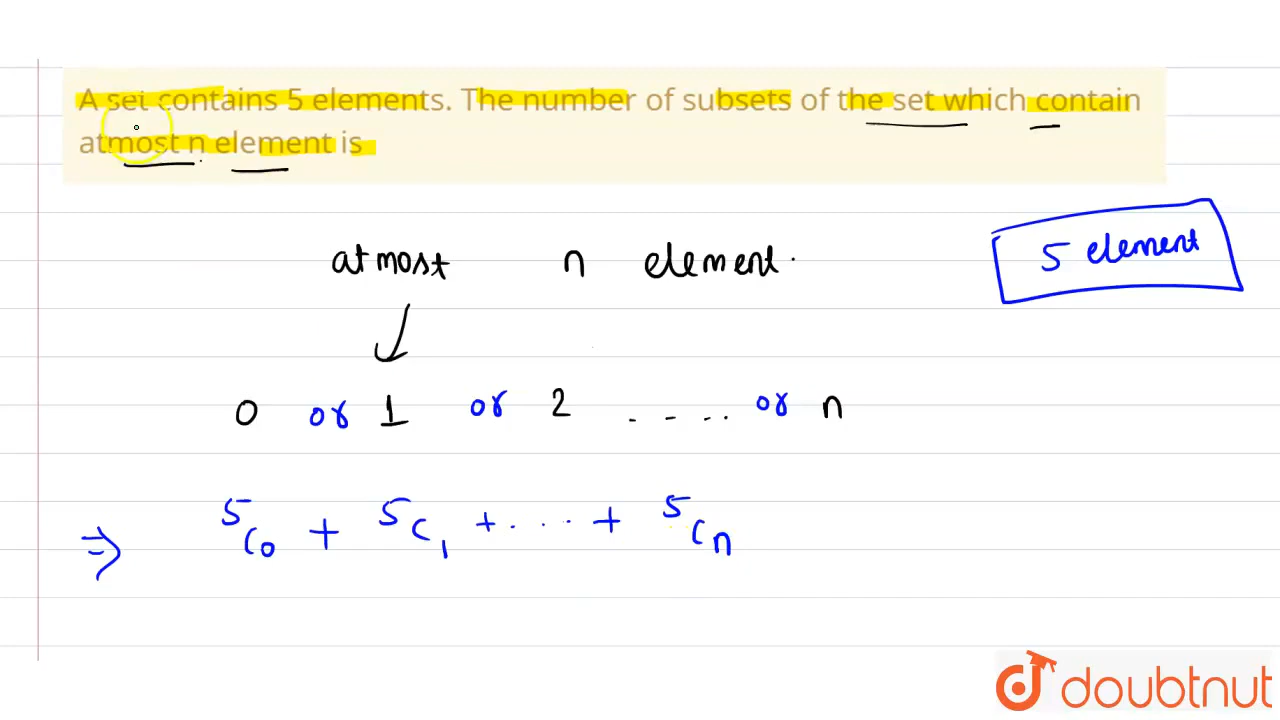 A set contains 5 elements. The number of subsets of the set which contain
atmost n element is
5 element
atmost n element.
0 or 1 or 2 .... or n
⇒ ⁵C₀ + ⁵C₁ + .... + ⁵Cₙ
doubtnut